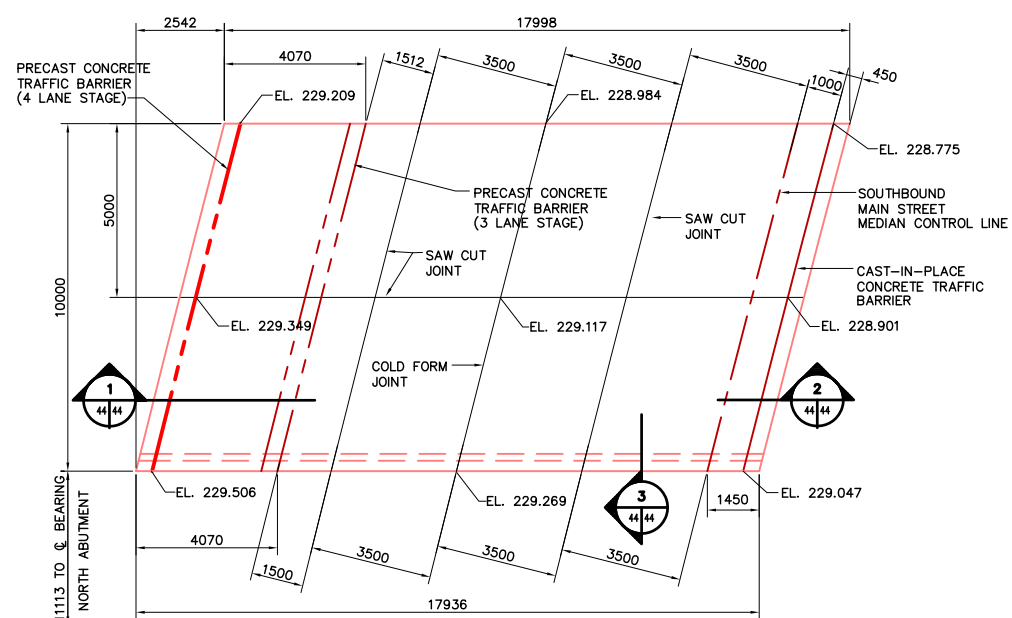 2542
17998
4070
1512
3500
3500
3500
1000
450
PRECAST CONCRETE
TRAFFIC BARRIER
(4 LANE STAGE)
EL. 229.209
EL. 228.984
EL. 228.775
PRECAST CONCRETE
TRAFFIC BARRIER
(3 LANE STAGE)
SOUTHBOUND
MAIN STREET
MEDIAN CONTROL LINE
5000
10000
SAW CUT
JOINT
SAW CUT
JOINT
CAST-IN-PLACE
CONCRETE TRAFFIC
BARRIER
EL. 229.349
EL. 229.117
EL. 228.901
COLD FORM
JOINT
1
44 44
2
44 44
3
44 44
EL. 229.506
EL. 229.269
EL. 229.047
1450
4070
1500
3500
3500
3500
17936
11113 TO ℄ BEARING
NORTH ABUTMENT